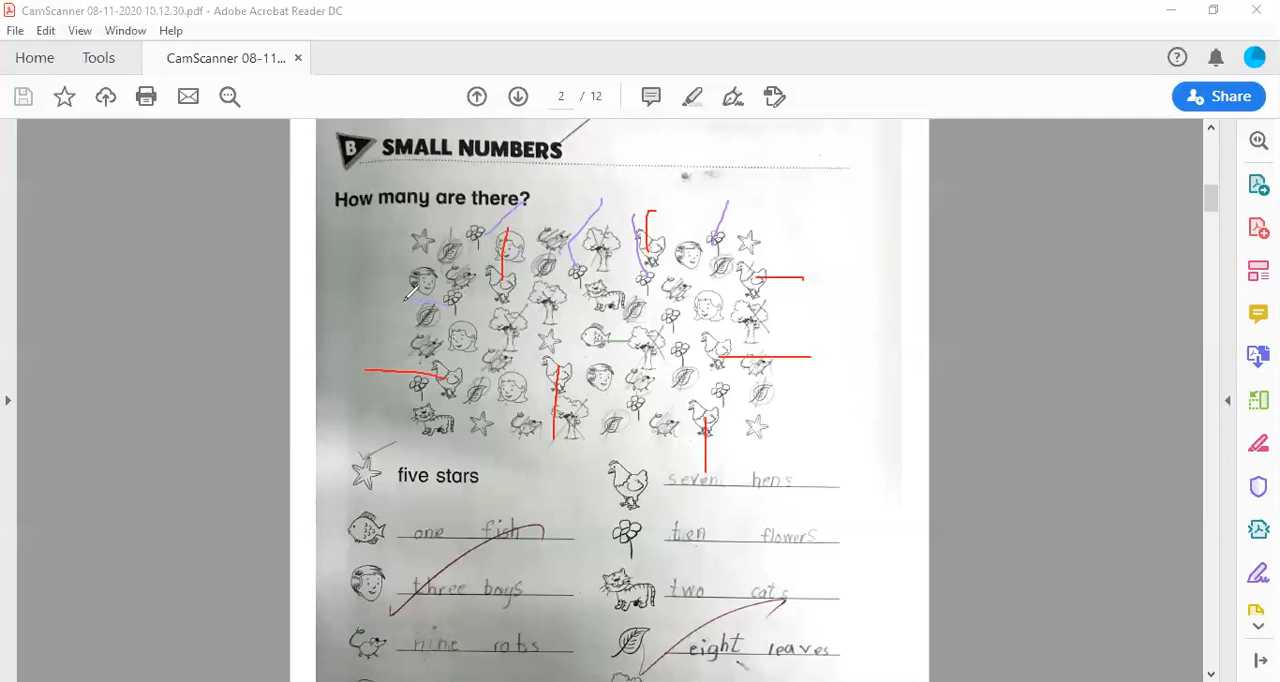 CamScanner 08-11-2020 10.12.30.pdf - Adobe Acrobat Reader DC
File Edit View Window Help
Home Tools CamScanner 08-11... ×
2 / 12
Share
B SMALL NUMBERS
How many are there?
five stars
seven hens
one fish
ten flowers
three boys
two cats
nine rats
eight leaves